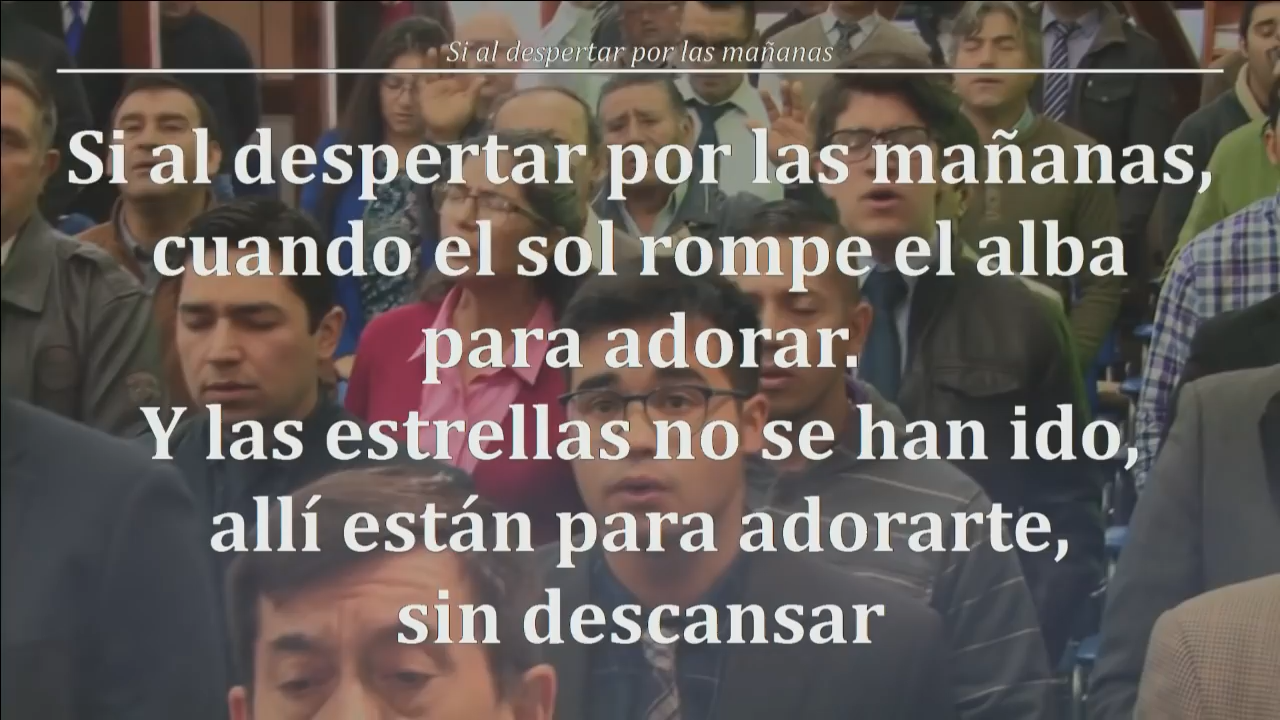 Si al despertar por las mañanas
Si al despertar por las mañanas,
cuando el sol rompe el alba
para adorar.
Y las estrellas no se han ido,
allí están para adorarte,
sin descansar